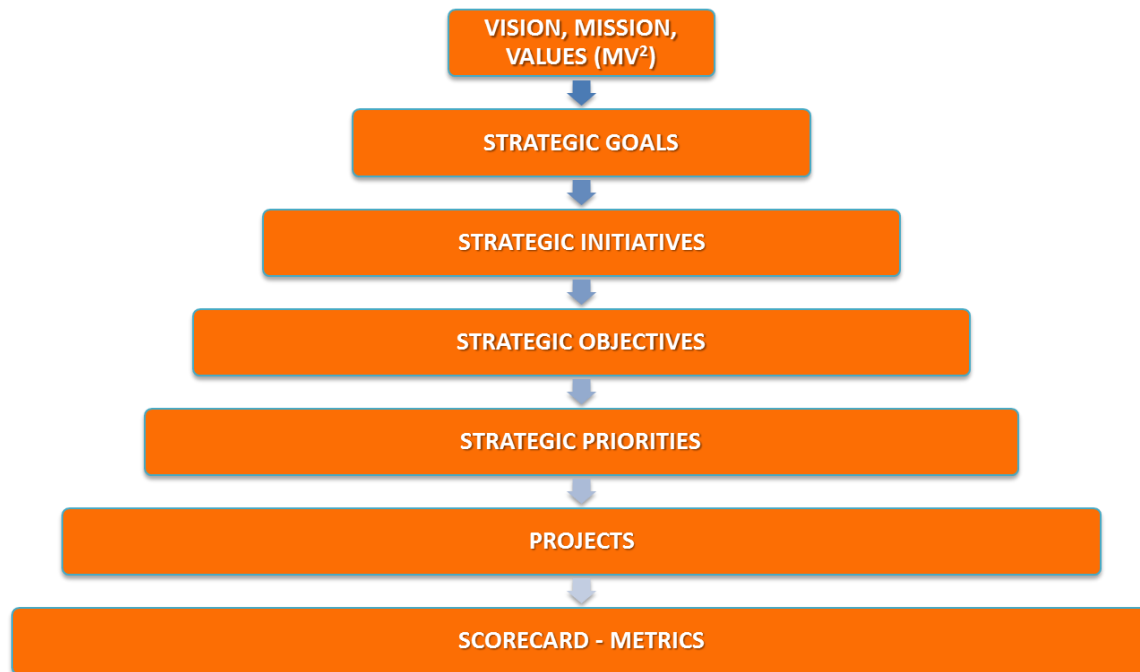 VISION, MISSION,
VALUES (MV²)
STRATEGIC GOALS
STRATEGIC INITIATIVES
STRATEGIC OBJECTIVES
STRATEGIC PRIORITIES
PROJECTS
SCORECARD - METRICS